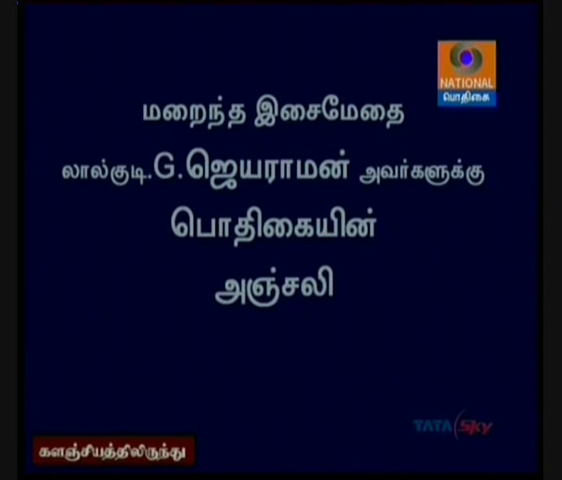 NATIONAL
பொதிகை
மறைந்த இசைமேதை
லால்குடி.G.ஜெயராமன் அவர்களுக்கு
பொதிகையின்
அஞ்சலி
TATA Sky
களஞ்சியத்திலிருந்து